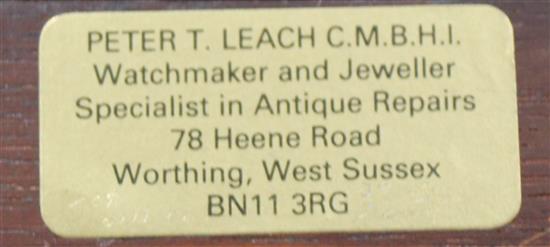 PETER T. LEACH C.M.B.H.I.
Watchmaker and Jeweller
Specialist in Antique Repairs
78 Heene Road
Worthing, West Sussex
BN11 3RG